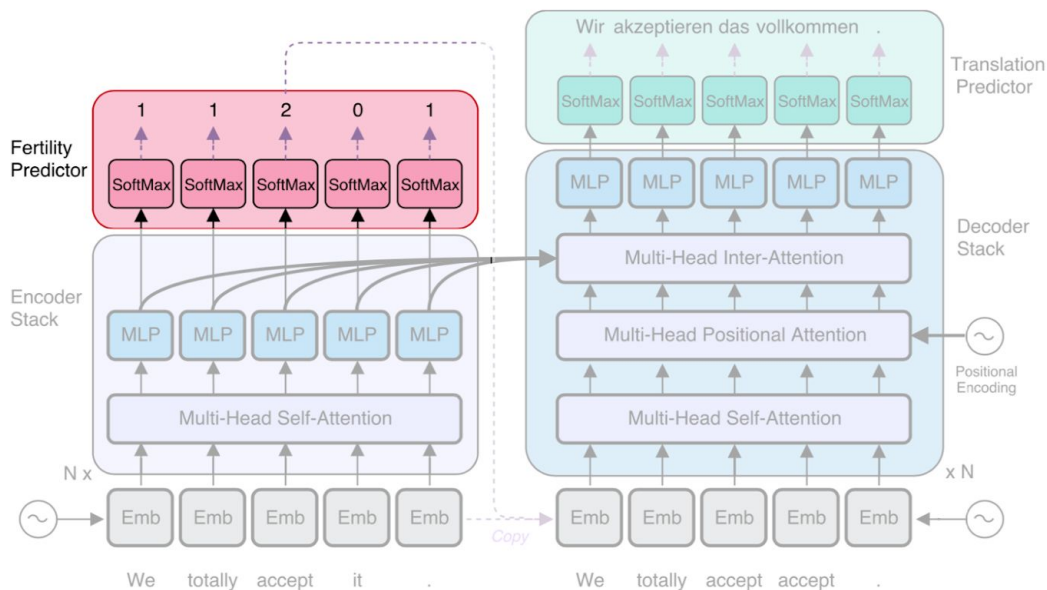 Wir akzeptieren das vollkommen .
Translation
Predictor
SoftMax SoftMax SoftMax SoftMax SoftMax
1 1 2 0 1
Fertility
Predictor
SoftMax SoftMax SoftMax SoftMax SoftMax
MLP MLP MLP MLP MLP
Decoder
Stack
Multi-Head Inter-Attention
Encoder
Stack
MLP MLP MLP MLP MLP
Multi-Head Positional Attention
Positional
Encoding
Multi-Head Self-Attention
Multi-Head Self-Attention
N x
x N
Emb Emb Emb Emb Emb
Copy
Emb Emb Emb Emb Emb
We totally accept it .
We totally accept accept .